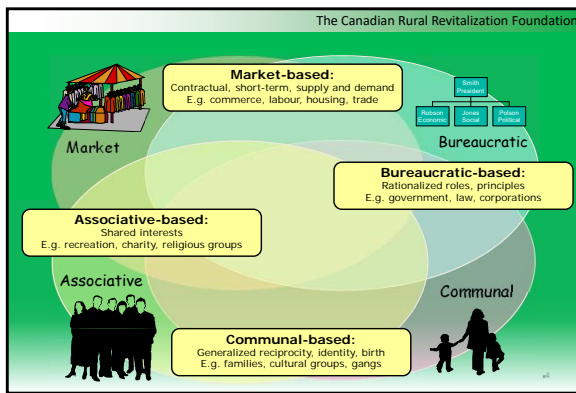 The Canadian Rural Revitalization Foundation
Market-based:
Contractual, short-term, supply and demand
E.g. commerce, labour, housing, trade
Smith
President
Robson
Economic
Jones
Social
Polson
Political
Market
Bureaucratic
Bureaucratic-based:
Rationalized roles, principles
E.g. government, law, corporations
Associative-based:
Shared interests
E.g. recreation, charity, religious groups
Associative
Communal
Communal-based:
Generalized reciprocity, identity, birth
E.g. families, cultural groups, gangs